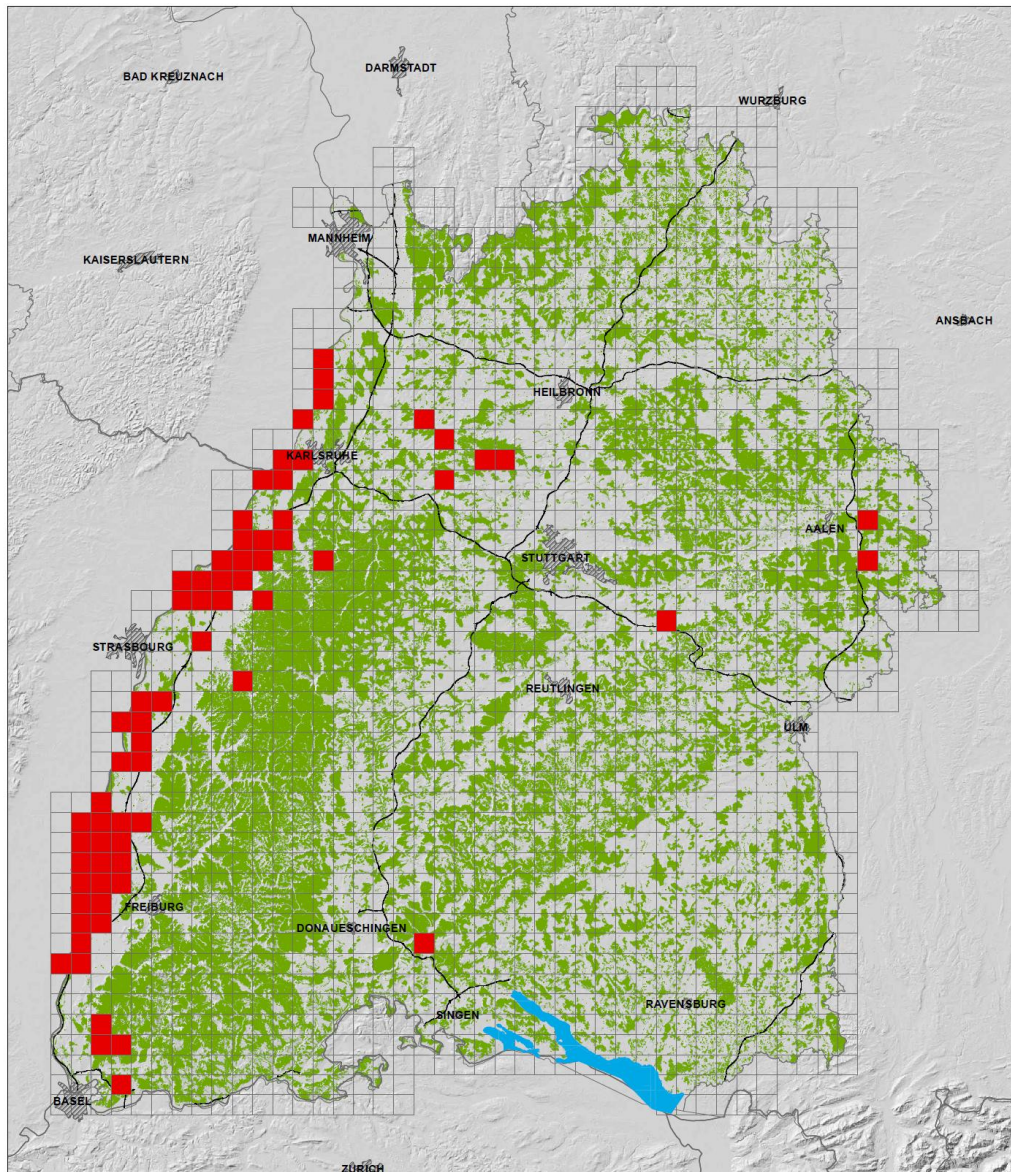 DARMSTADT
BAD KREUZNACH
WURZBURG
MANNHEIM
KAISERSLAUTERN
ANSBACH
HEILBRONN
KARLSRUHE
AALEN
STUTTGART
STRASBOURG
REUTLINGEN
ULM
FREIBURG
DONAUESCHINGEN
RAVENSBURG
SINGEN
BASEL
ZÜRICH